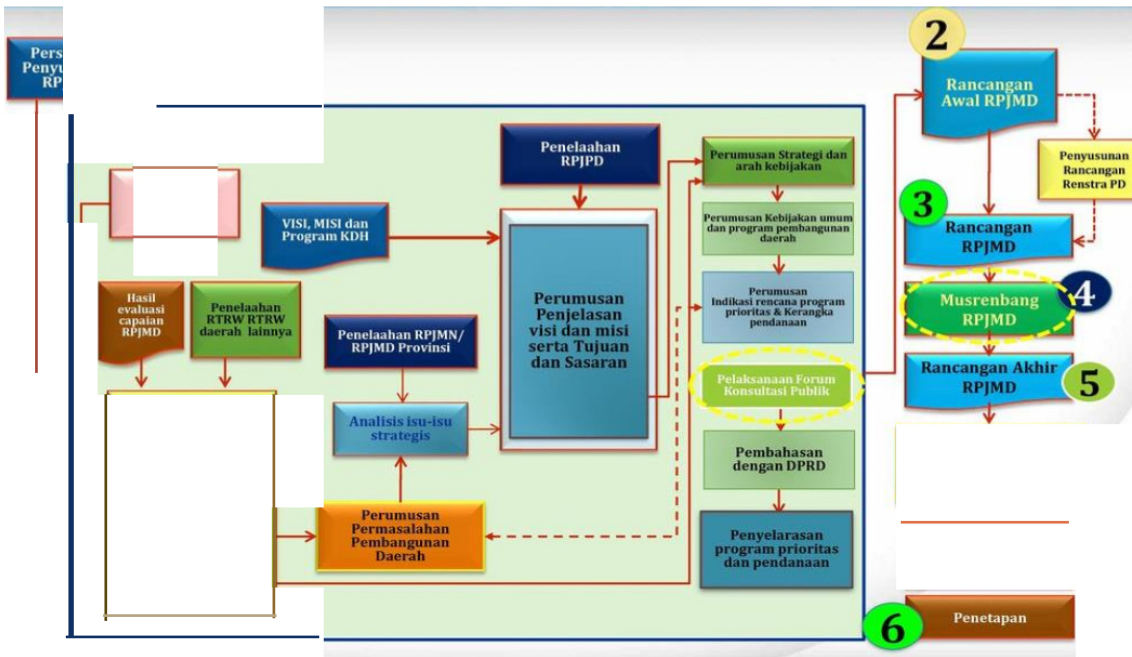 2
Rancangan
Awal RPJMD
Penelaahan
RPJPD
Perumusan Strategi dan
arah kebijakan
Penyusunan
Rancangan
Renstra PD
VISI, MISI dan
Program KDH
Perumusan Kebijakan umum
dan program pembangunan
daerah
3
Rancangan
RPJMD
Hasil
evaluasi
capaian
RPJMD
Penelaahan
RTRW RTRW
daerah lainnya
Penelaahan RPJMN/
RPJMD Provinsi
Perumusan
Penjelasan
visi dan misi
serta Tujuan
dan Sasaran
Perumusan
Indikasi rencana program
prioritas & Kerangka
pendanaan
Musrenbang
RPJMD
4
Pelaksanaan Forum
Konsultasi Publik
Rancangan Akhir
RPJMD
5
Analisis isu-isu
strategis
Pembahasan
dengan DPRD
Perumusan
Permasalahan
Pembangunan
Daerah
Penyelarasan
program prioritas
dan pendanaan
6
Penetapan